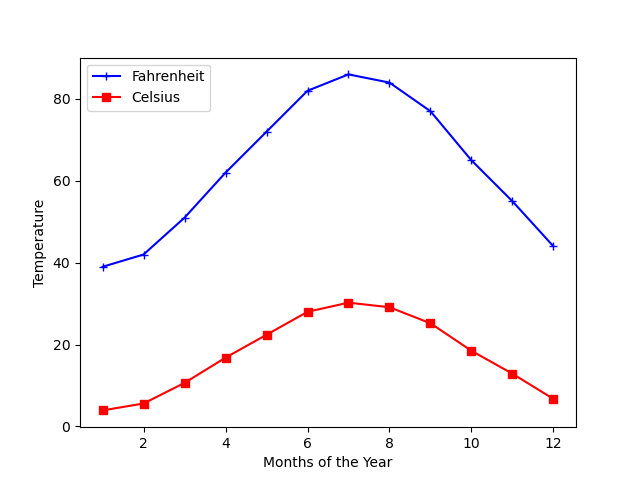 Fahrenheit
Celsius
80
60
40
20
0
Temperature
2 4 6 8 10 12
Months of the Year